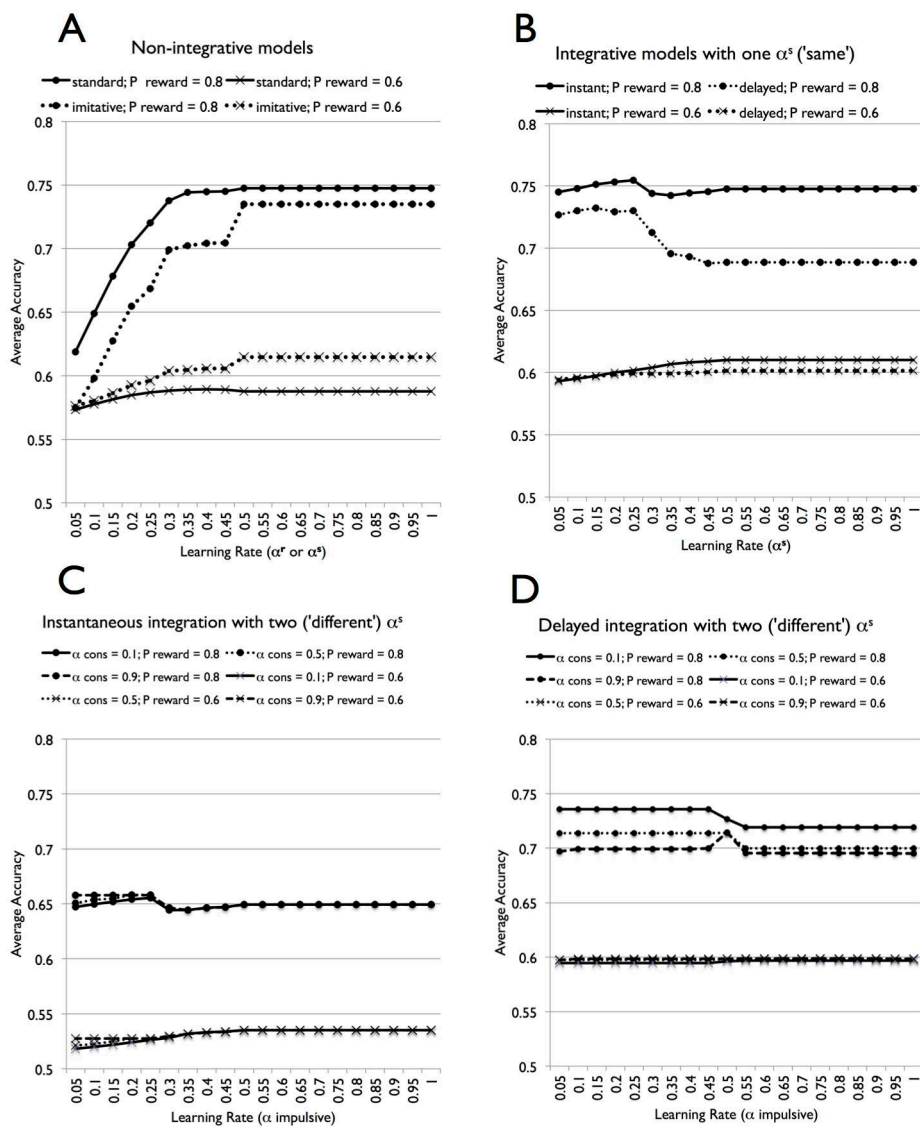 A
Non-integrative models
standard; P reward = 0.8 standard; P reward = 0.6
imitative; P reward = 0.8 imitative; P reward = 0.6
0.8
0.75
0.7
0.65
0.6
0.55
0.5
Average Accuracy
0.05 0.1 0.15 0.2 0.25 0.3 0.35 0.4 0.45 0.5 0.55 0.6 0.65 0.7 0.75 0.8 0.85 0.9 0.95 1
Learning Rate (αʳ or αˢ)
B
Integrative models with one αˢ ('same')
instant; P reward = 0.8 delayed; P reward = 0.8
instant; P reward = 0.6 delayed; P reward = 0.6
0.8
0.75
0.7
0.65
0.6
0.55
0.5
Average Accuarcy
0.05 0.1 0.15 0.2 0.25 0.3 0.35 0.4 0.45 0.5 0.55 0.6 0.65 0.7 0.75 0.8 0.85 0.9 0.95 1
Learning Rate (αˢ)
C
Instantaneous integration with two ('different') αˢ
α cons = 0.1; P reward = 0.8 α cons = 0.5; P reward = 0.8
α cons = 0.9; P reward = 0.8 α cons = 0.1; P reward = 0.6
α cons = 0.5; P reward = 0.6 α cons = 0.9; P reward = 0.6
0.8
0.75
0.7
0.65
0.6
0.55
0.5
Average Accuracy
0.05 0.1 0.15 0.2 0.25 0.3 0.35 0.4 0.45 0.5 0.55 0.6 0.65 0.7 0.75 0.8 0.85 0.9 0.95 1
Learning Rate (α impulsive)
D
Delayed integration with two ('different') αˢ
α cons = 0.1; P reward = 0.8 α cons = 0.5; P reward = 0.8
α cons = 0.9; P reward = 0.8 α cons = 0.1; P reward = 0.6
α cons = 0.5; P reward = 0.6 α cons = 0.9; P reward = 0.6
0.8
0.75
0.7
0.65
0.6
0.55
0.5
Average Accuracy
0.05 0.1 0.15 0.2 0.25 0.3 0.35 0.4 0.45 0.5 0.55 0.6 0.65 0.7 0.75 0.8 0.85 0.9 0.95 1
Learning Rate (α impulsive)